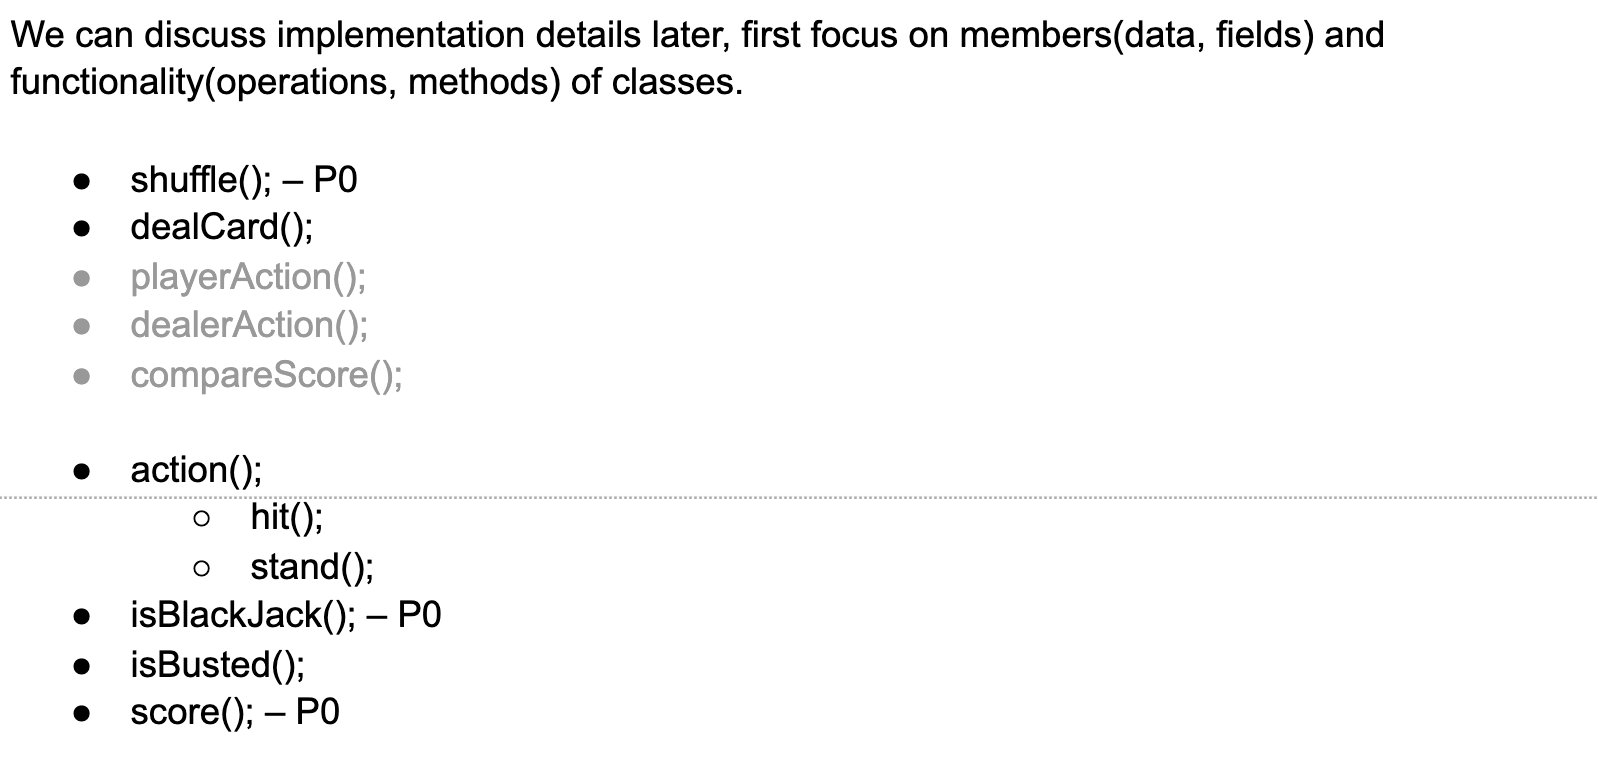 We can discuss implementation details later, first focus on members(data, fields) and
functionality(operations, methods) of classes.
● shuffle(); – P0
● dealCard();
● playerAction();
● dealerAction();
● compareScore();
● action();
○ hit();
○ stand();
● isBlackJack(); – P0
● isBusted();
● score(); – P0